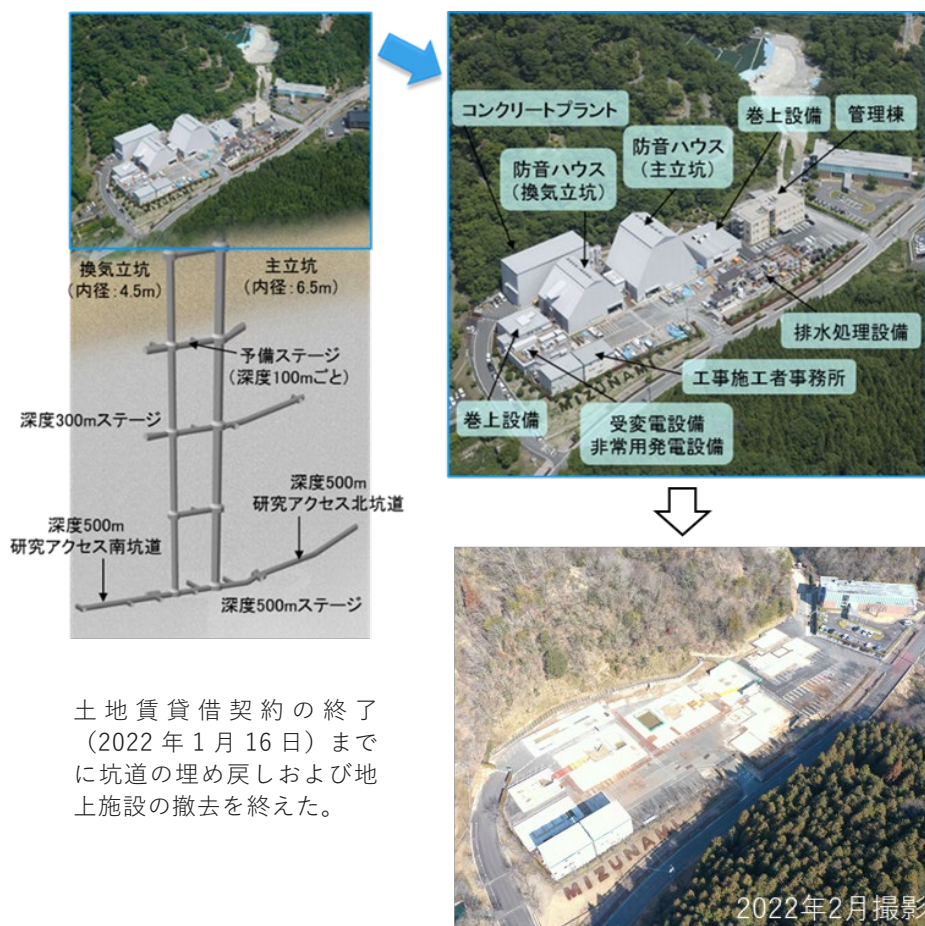 換気立坑
(内径:4.5m)
主立坑
(内径:6.5m)
予備ステージ
(深度100mごと)
深度300mステージ
深度500m
研究アクセス北坑道
深度500m
研究アクセス南坑道
深度500mステージ
コンクリートプラント
防音ハウス
(換気立坑)
防音ハウス
(主立坑)
巻上設備
管理棟
排水処理設備
工事施工者事務所
巻上設備
受変電設備
非常用発電設備
MIZUNAMI
土地賃貸借契約の終了
(2022年1月16日)まで
に坑道の埋め戻しおよび地
上施設の撤去を終えた。
MIZUNAMI
2022年2月撮影